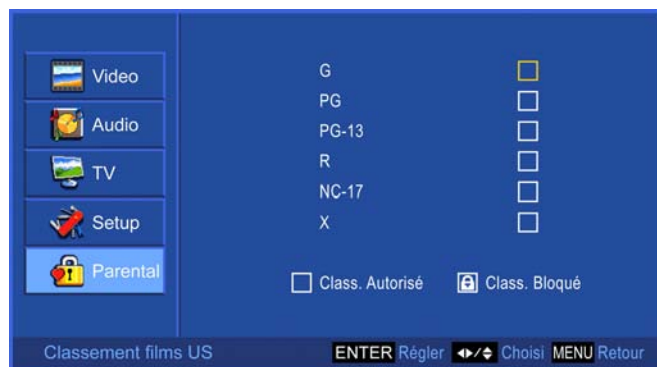 Video
Audio
TV
Setup
Parental
G
PG
PG-13
R
NC-17
X
Class. Autorisé Class. Bloqué
Classement films US ENTER Régler Choisi MENU Retour